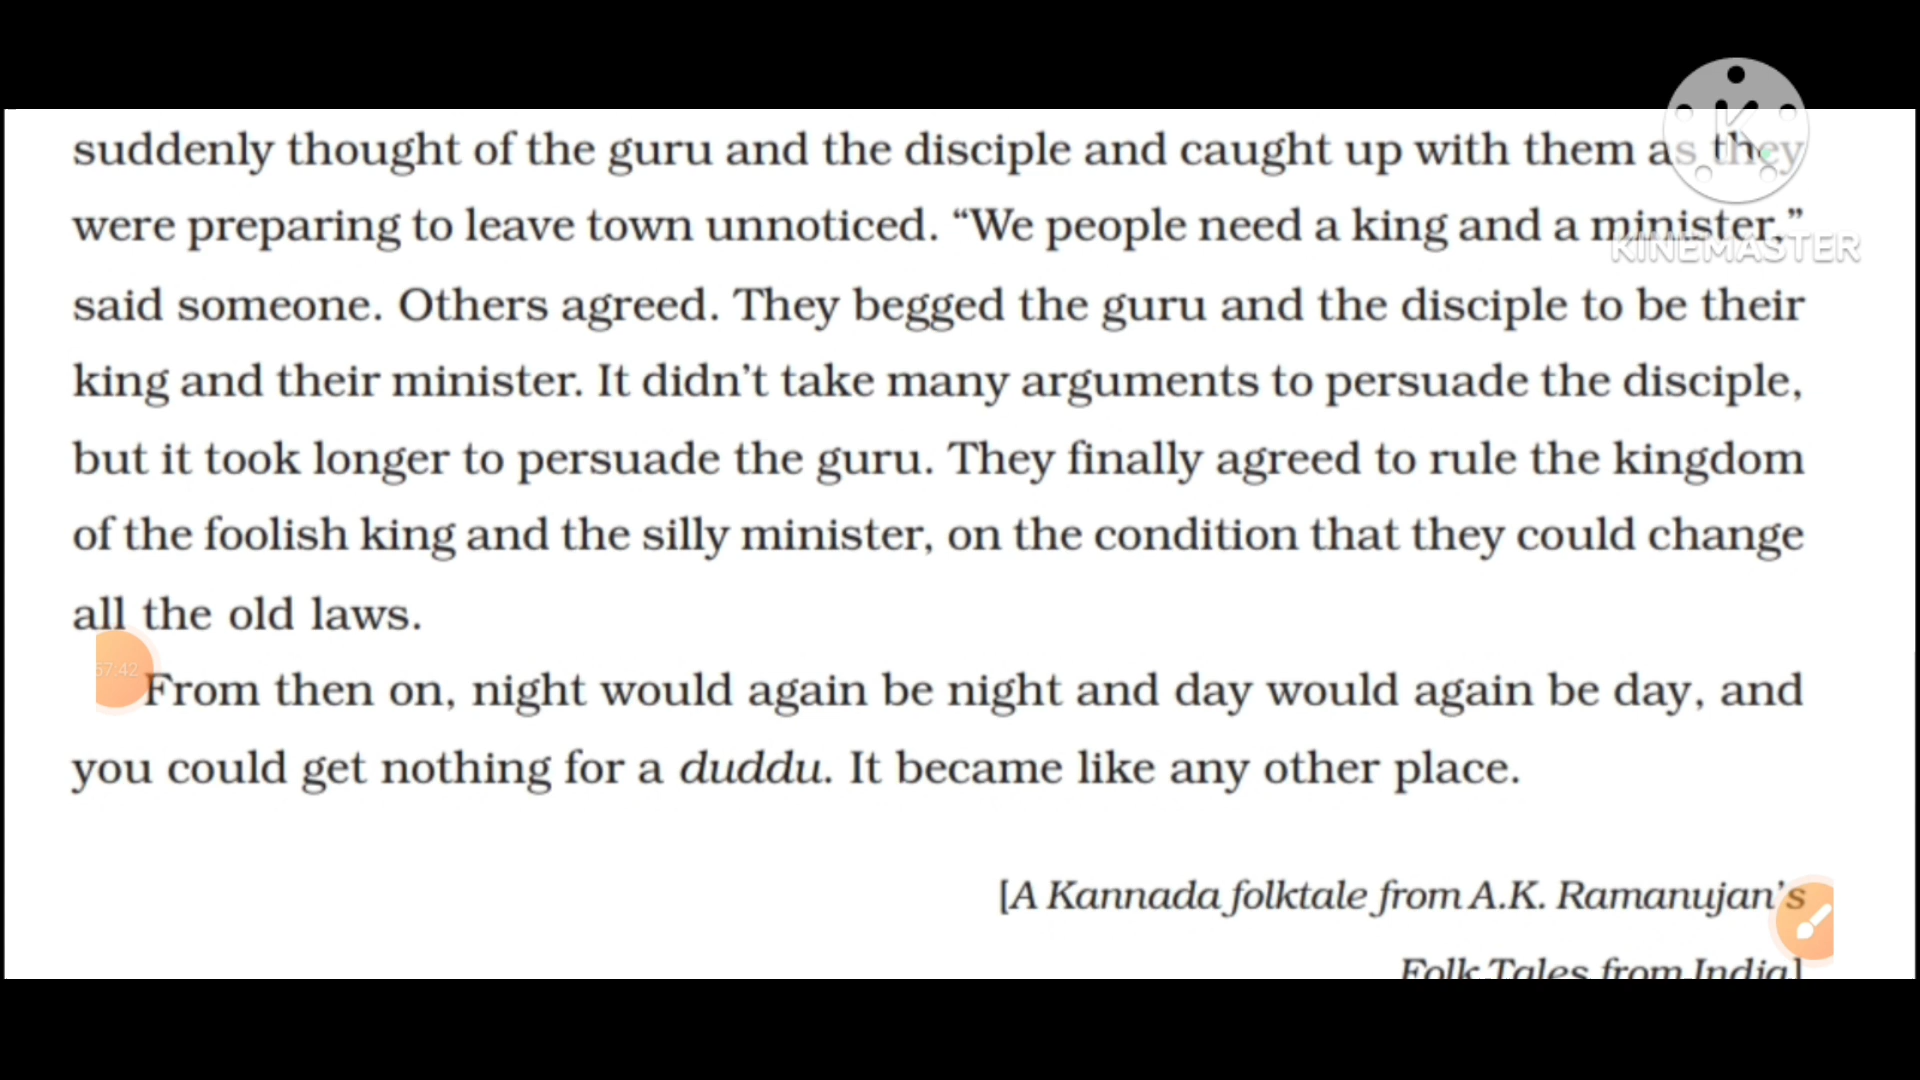 suddenly thought of the guru and the disciple and caught up with them as they
were preparing to leave town unnoticed. “We people need a king and a minister,”
said someone. Others agreed. They begged the guru and the disciple to be their
king and their minister. It didn’t take many arguments to persuade the disciple,
but it took longer to persuade the guru. They finally agreed to rule the kingdom
of the foolish king and the silly minister, on the condition that they could change
all the old laws.
From then on, night would again be night and day would again be day, and
you could get nothing for a duddu. It became like any other place.
[A Kannada folktale from A.K. Ramanujan’s
Folk Tales from India]
K
KINEMASTER
57:42